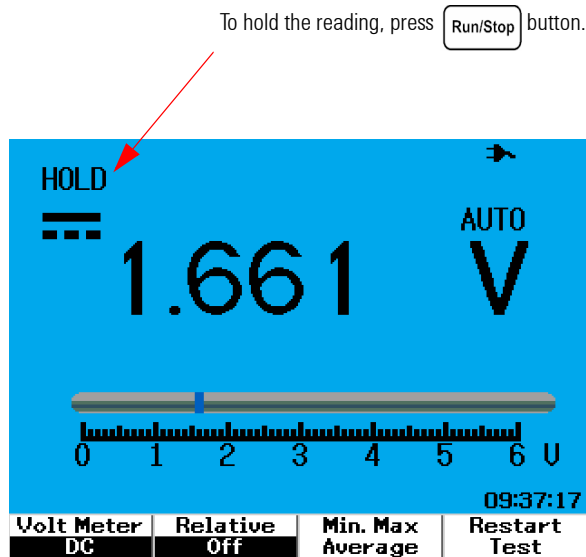 To hold the reading, press Run/Stop button.
HOLD
AUTO
1.661 V
0 1 2 3 4 5 6 V
09:37:17
Volt Meter Relative Min. Max Restart
DC Off Average Test